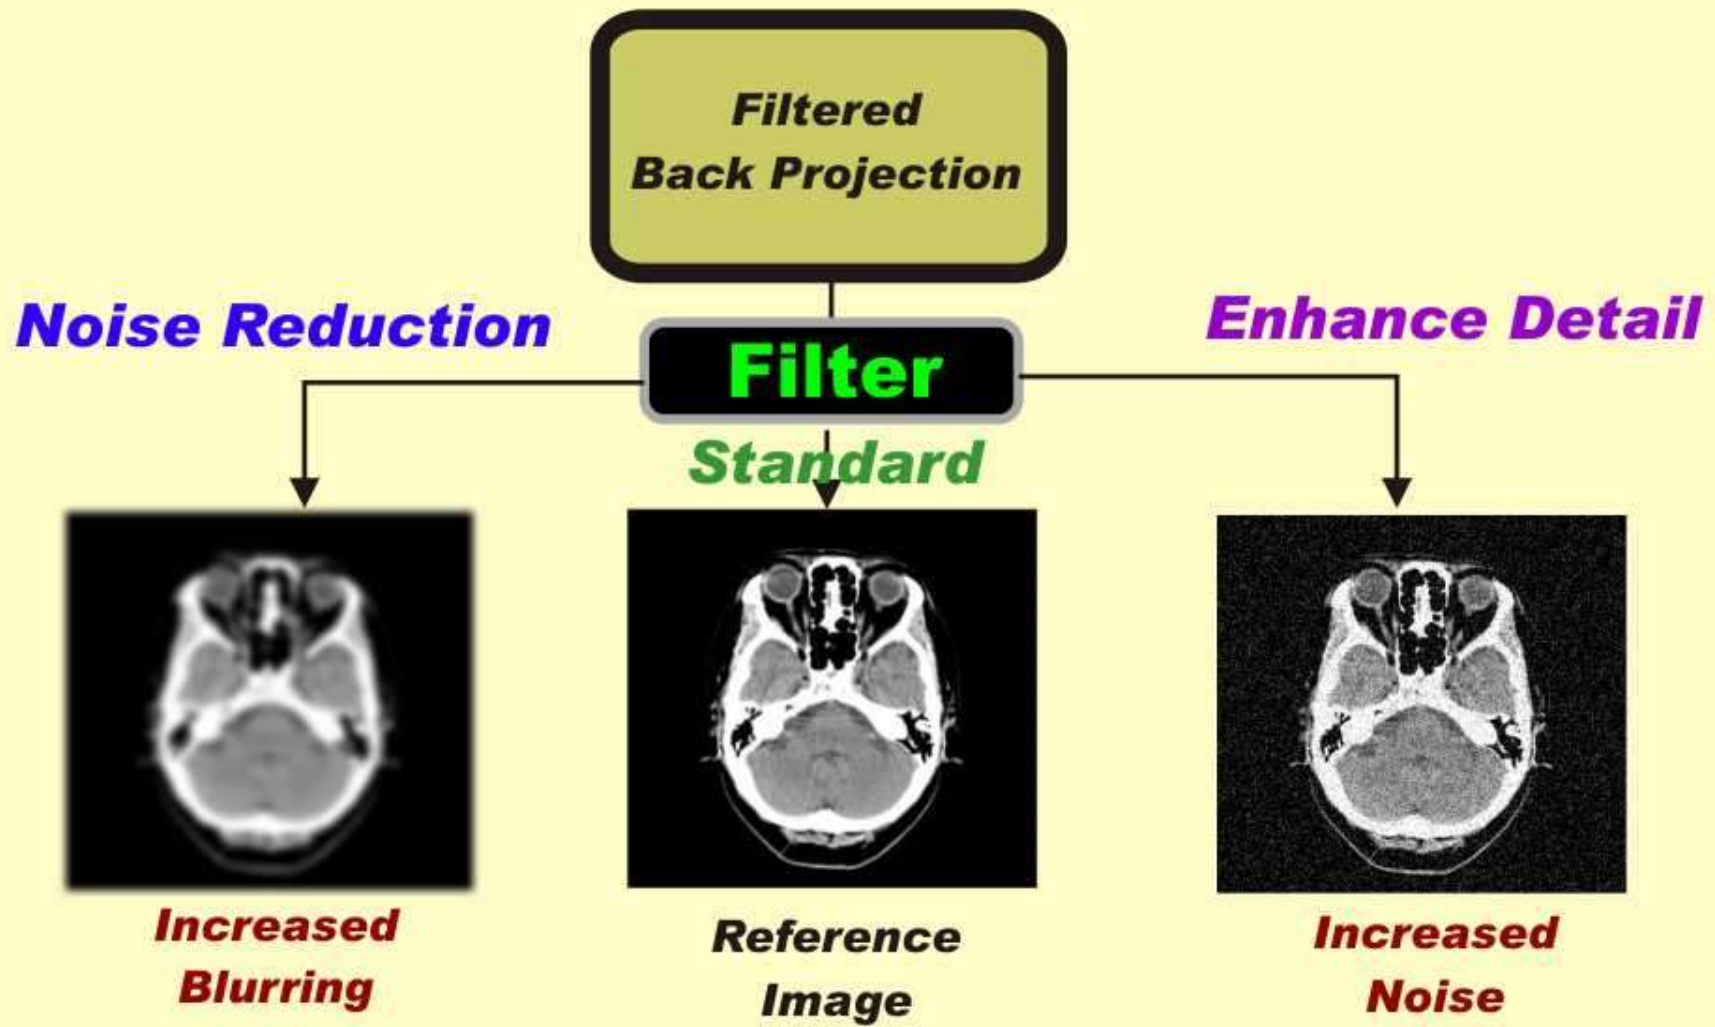 Filtered
Back Projection
Noise Reduction
Filter
Enhance Detail
Standard
Increased
Blurring
Reference
Image
Increased
Noise